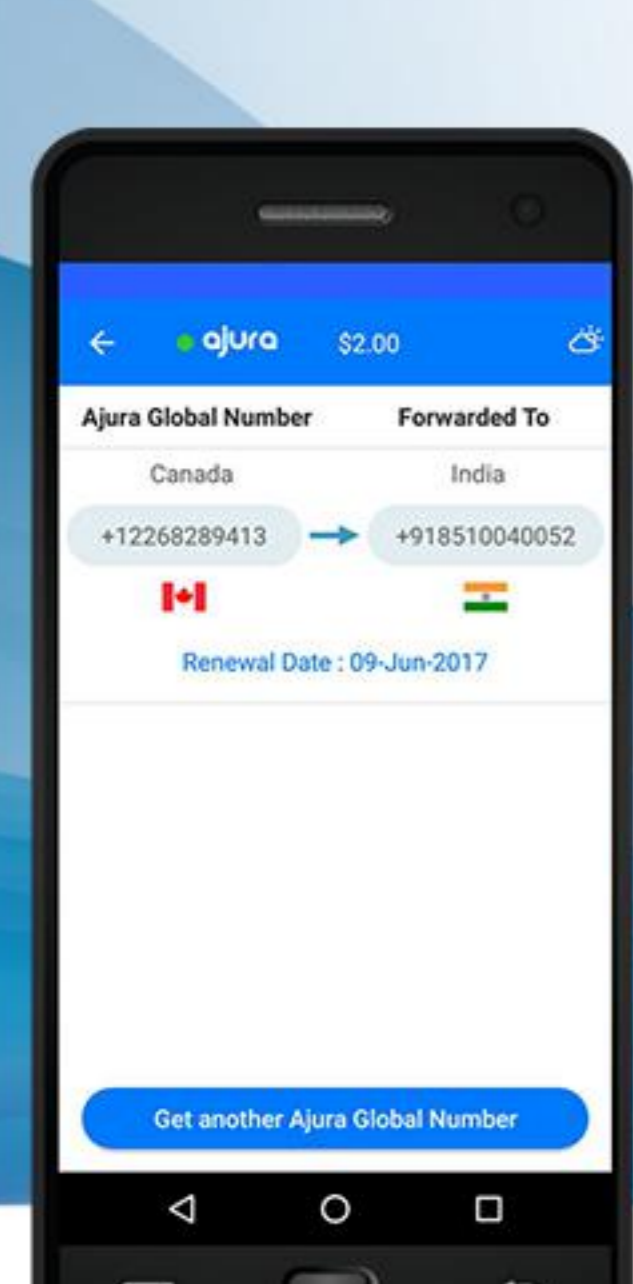 ajura $2.00
Ajura Global Number Forwarded To
Canada India
+12268289413 +918510040052
Renewal Date : 09-Jun-2017
Get another Ajura Global Number